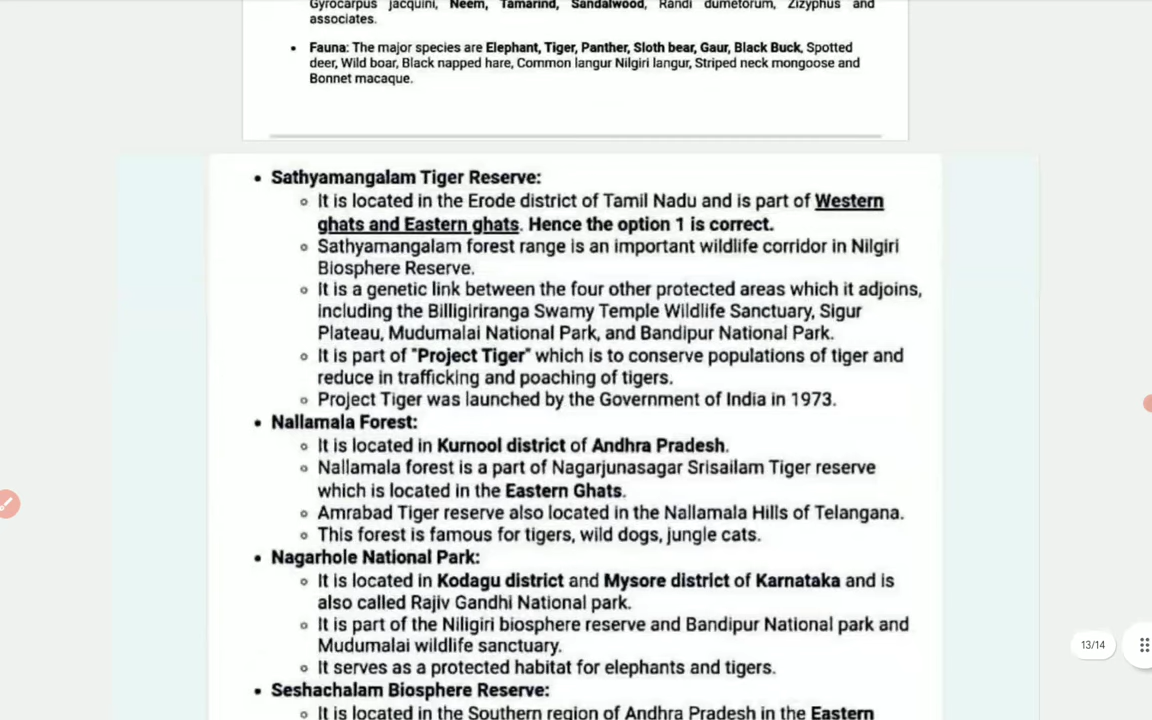 Gyrocarpus jacquini, Neem, Tamarind, Sandalwood, Randi dumetorum, Zizyphus and
associates.
• Fauna: The major species are Elephant, Tiger, Panther, Sloth bear, Gaur, Black Buck, Spotted
deer, Wild boar, Black napped hare, Common langur Nilgiri langur, Striped neck mongoose and
Bonnet macaque.
• Sathyamangalam Tiger Reserve:
◦ It is located in the Erode district of Tamil Nadu and is part of Western
ghats and Eastern ghats. Hence the option 1 is correct.
◦ Sathyamangalam forest range is an important wildlife corridor in Nilgiri
Biosphere Reserve.
◦ It is a genetic link between the four other protected areas which it adjoins,
including the Billigiriranga Swamy Temple Wildlife Sanctuary, Sigur
Plateau, Mudumalai National Park, and Bandipur National Park.
◦ It is part of "Project Tiger" which is to conserve populations of tiger and
reduce in trafficking and poaching of tigers.
◦ Project Tiger was launched by the Government of India in 1973.
• Nallamala Forest:
◦ It is located in Kurnool district of Andhra Pradesh.
◦ Nallamala forest is a part of Nagarjunasagar Srisailam Tiger reserve
which is located in the Eastern Ghats.
◦ Amrabad Tiger reserve also located in the Nallamala Hills of Telangana.
◦ This forest is famous for tigers, wild dogs, jungle cats.
• Nagarhole National Park:
◦ It is located in Kodagu district and Mysore district of Karnataka and is
also called Rajiv Gandhi National park.
◦ It is part of the Niligiri biosphere reserve and Bandipur National park and
Mudumalai wildlife sanctuary.
13/14
◦ It serves as a protected habitat for elephants and tigers.
• Seshachalam Biosphere Reserve:
◦ It is located in the Southern region of Andhra Pradesh in the Eastern